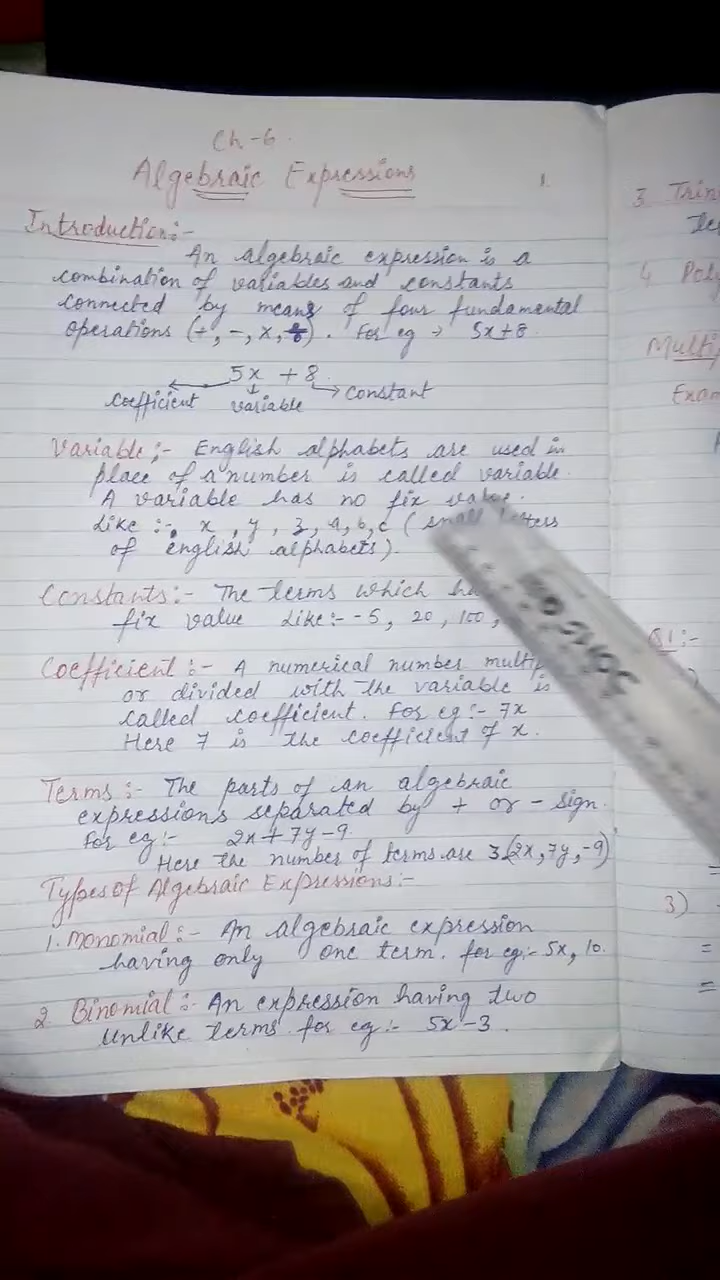 Ch-6.
Algebraic Expressions
1.
Introduction:-
An algebraic expression is a
combination of variables and constants
connected by means of four fundamental
operations (+, -, x, ÷). For eg → 5x+8.
5x + 8
coefficient variable constant
Variable:- English alphabets are used in
place of a number is called variable.
A variable has no fix value.
Like :- x, y, z, a, b, c (small letters
of english alphabets).
Constants:- The terms which
fix value Like:- -5, 20, 100,
Coefficient :- A numerical number
or divided with the variable is
called coefficient. For eg:- 7x
Here 7 is the coefficient of x.
Terms :- The parts of an algebraic
expressions separated by + or - sign.
For eg:- 2x+7y-9
Here the number of terms are 3(2x, 7y, -9)
Types of Algebraic Expressions:-
1. Monomial:- An algebraic expression
having only one term. for eg:- 5x, 10.
2 Binomial:- An expression having two
Unlike terms for eg:- 5x-3.
3
4
Q1:-
3)
=
=
=